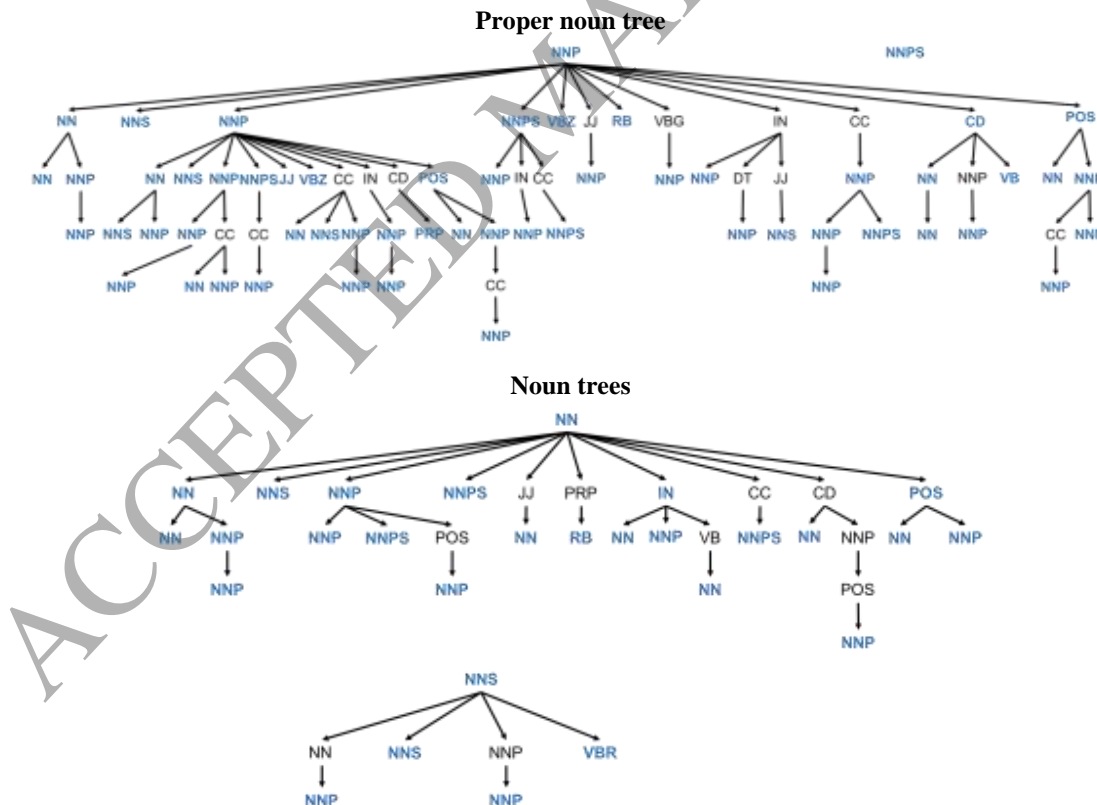 Proper noun tree
NNP NNPS
NN NNS NNP NNPS VBZ JJ RB VBG IN CC CD POS
NN NNP NN NNS NNP NNPS JJ VBZ CC IN CD POS NNP IN CC NNP NNP NNP DT JJ NNP NN NNP VB NN
NNP NNS NNP NNP CC CC NN NNS NNP NNP PRP NN NNP NNP NNPS NNP NNS NNP NNPS NN NNP CC
NNP NN NNP NNP NNP NNP CC NNP NNP
NNP
Noun trees
NN
NN NNS NNP NNPS JJ PRP IN CC CD POS
NN NNP NNP NNPS POS NN RB NN NNP VB NNPS NN NNP NN NNP
NNP NNP NN POS
NNP
NNS
NN NNS NNP VBR
NNP NNP
ACCEPTED